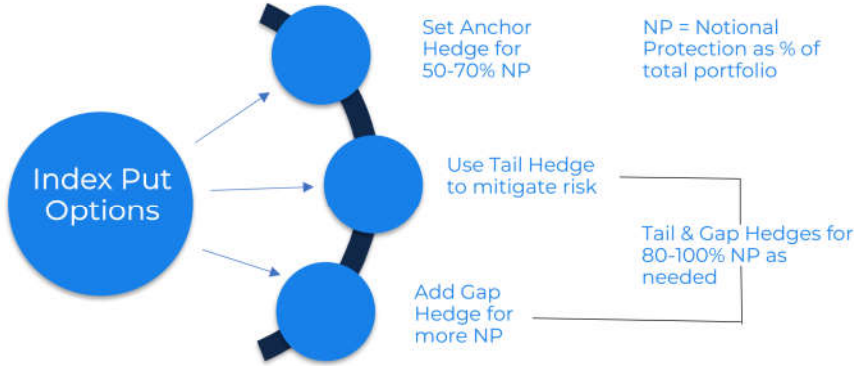 Index Put
Options
Set Anchor
Hedge for
50-70% NP
NP = Notional
Protection as % of
total portfolio
Use Tail Hedge
to mitigate risk
Tail & Gap Hedges for
80-100% NP as
needed
Add Gap
Hedge for
more NP